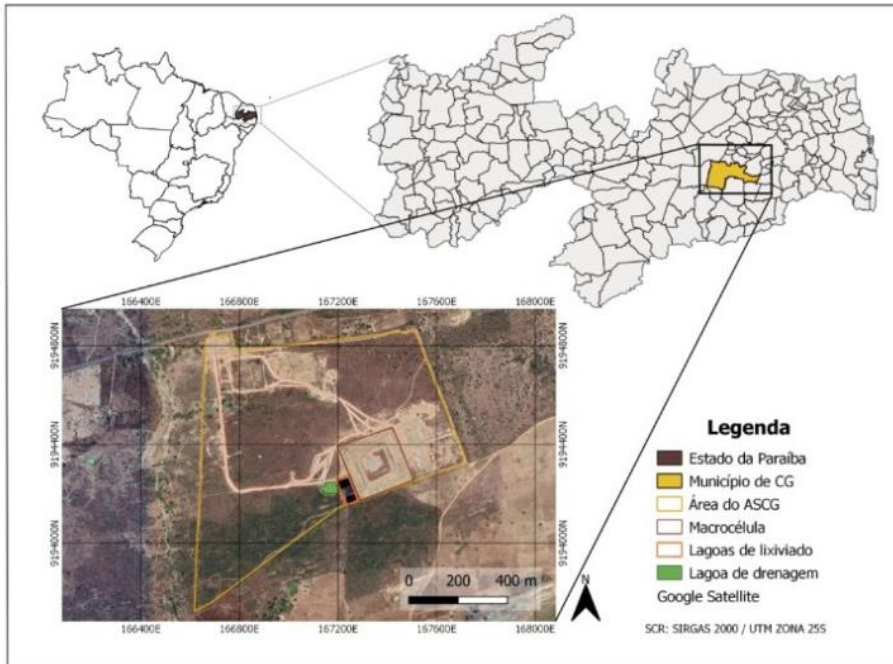 166400E 166800E 167200E 167600E 168000E
9194800N
9194800N
9194400N
9194400N
9194000N
9194000N
0 200 400 m
166400E 166800E 167200E 167600E 168000E
N
Legenda
Estado da Paraíba
Município de CG
Área do ASCG
Macrocélula
Lagoas de lixiviado
Lagoa de drenagem
Google Satellite
SCR: SIRGAS 2000 / UTM ZONA 25S